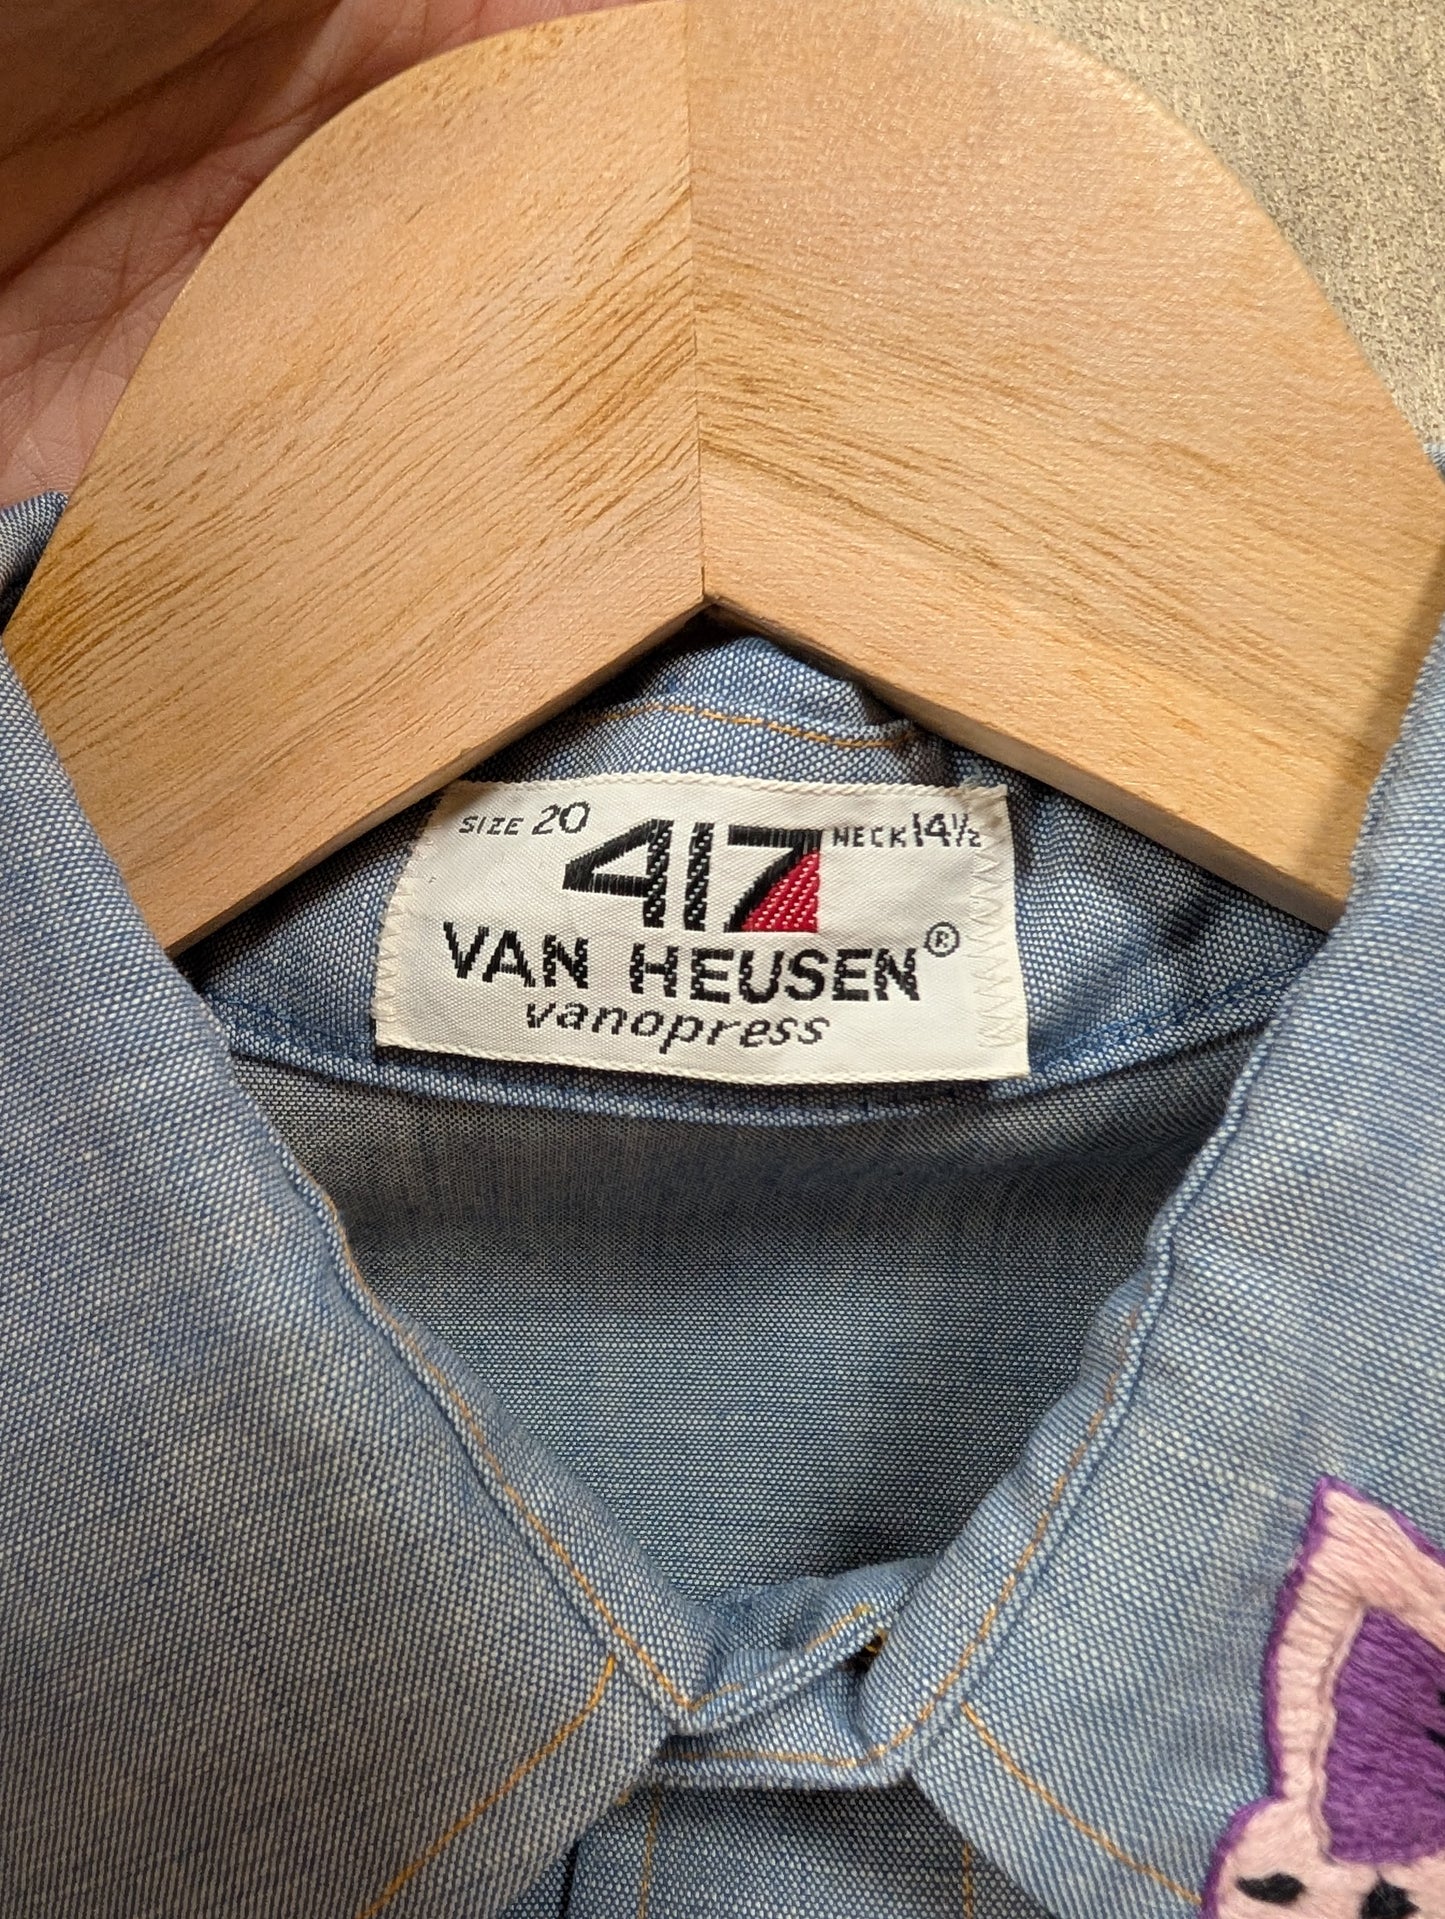 SIZE 20
417
NECK 14½
VAN HEUSEN®
vanopress